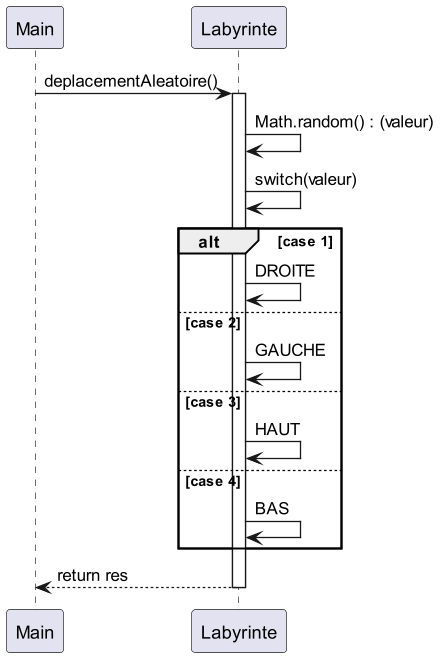 Main
Labyrinte
deplacementAleatoire()
Math.random() : (valeur)
switch(valeur)
alt
[case 1]
DROITE
[case 2]
GAUCHE
[case 3]
HAUT
[case 4]
BAS
return res
Main
Labyrinte